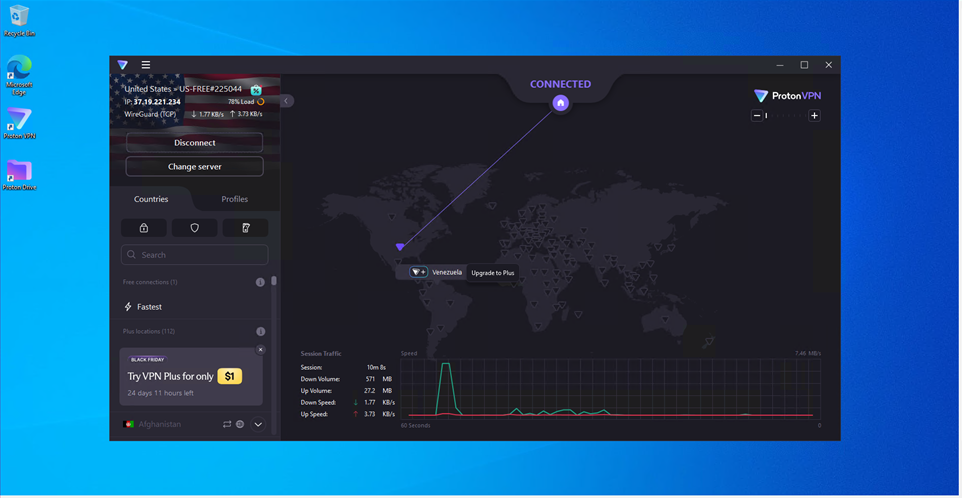 Recycle Bin
Microsoft
Edge
Proton VPN
Proton Drive
United States » US-FREE#225044
IP: 37.19.221.234
78% Load
WireGuard (TCP)
↓ 1.77 KB/s ↑ 3.73 KB/s
Disconnect
Change server
Countries
Profiles
Search
Free connections (1)
Fastest
Plus locations (112)
BLACK FRIDAY
Try VPN Plus for only $1
24 days 11 hours left
Afghanistan
CONNECTED
ProtonVPN
Venezuela
Upgrade to Plus
Session Traffic
Session: 10m 8s
Down Volume: 571 MB
Up Volume: 27.2 MB
Down Speed: ↓ 1.77 KB/s
Up Speed: ↑ 3.73 KB/s
Speed
7.46 MB/s
60 Seconds
0